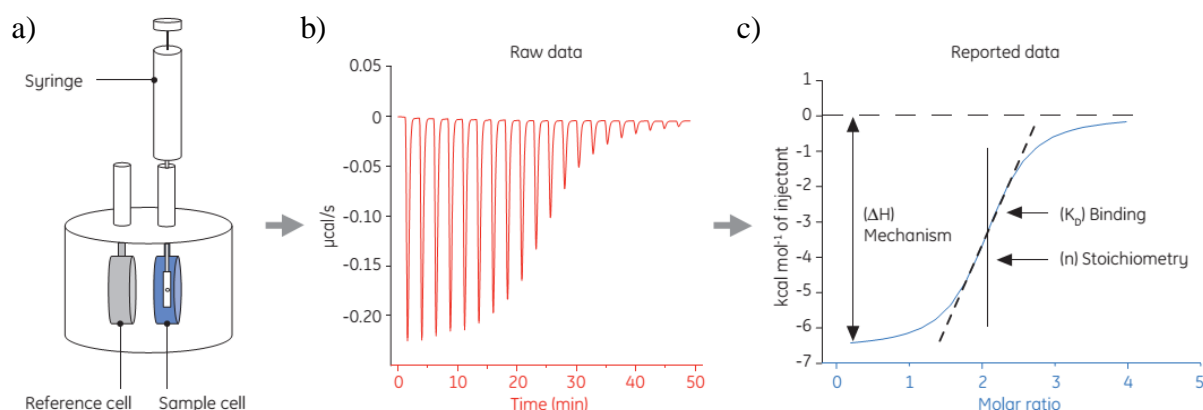 a)
Syringe
Reference cell
Sample cell
b)
Raw data
0.05
0
-0.05
-0.10
-0.15
-0.20
µcal/s
0 10 20 30 40 50
Time (min)
c)
Reported data
1
0
-1
-2
-3
-4
-5
-6
-7
kcal mol⁻¹ of injectant
(ΔH)
Mechanism
(K_D) Binding
(n) Stoichiometry
0 1 2 3 4 5
Molar ratio